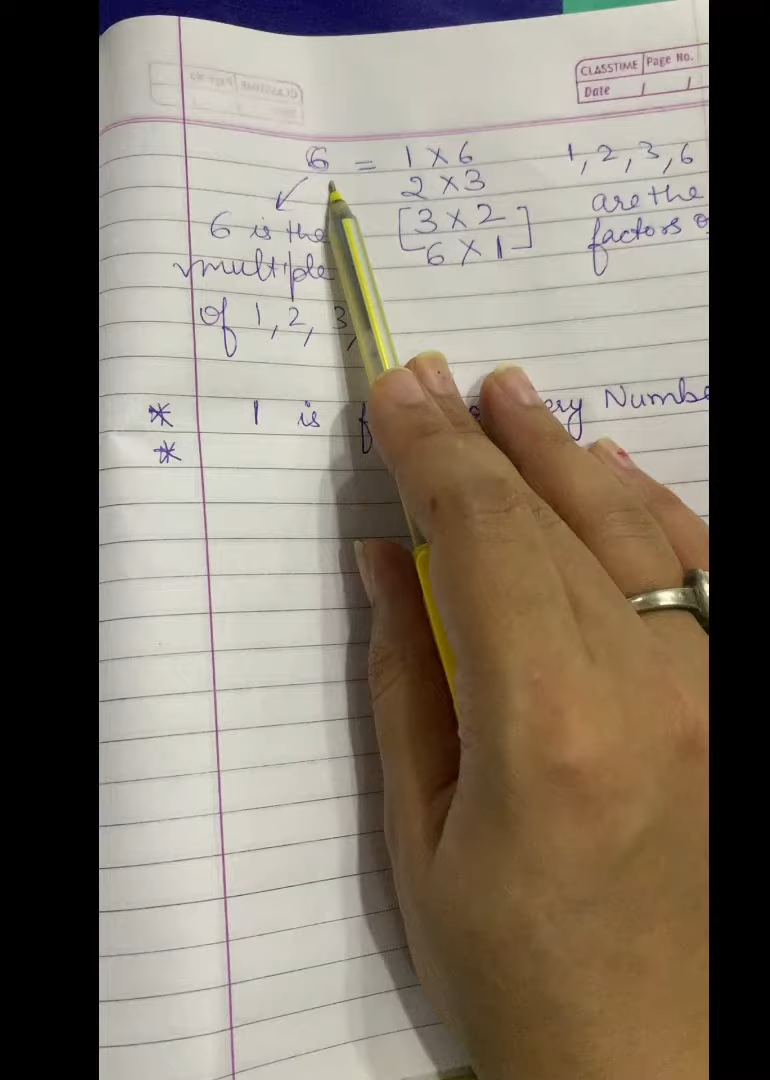 CLASSTIME Page No.
Date / /
6 = 1 × 6 1, 2, 3, 6
2 × 3 are the
[3 × 2 factors
6 × 1]
6 is the
multiple
of 1, 2, 3,
* 1 is Number
*